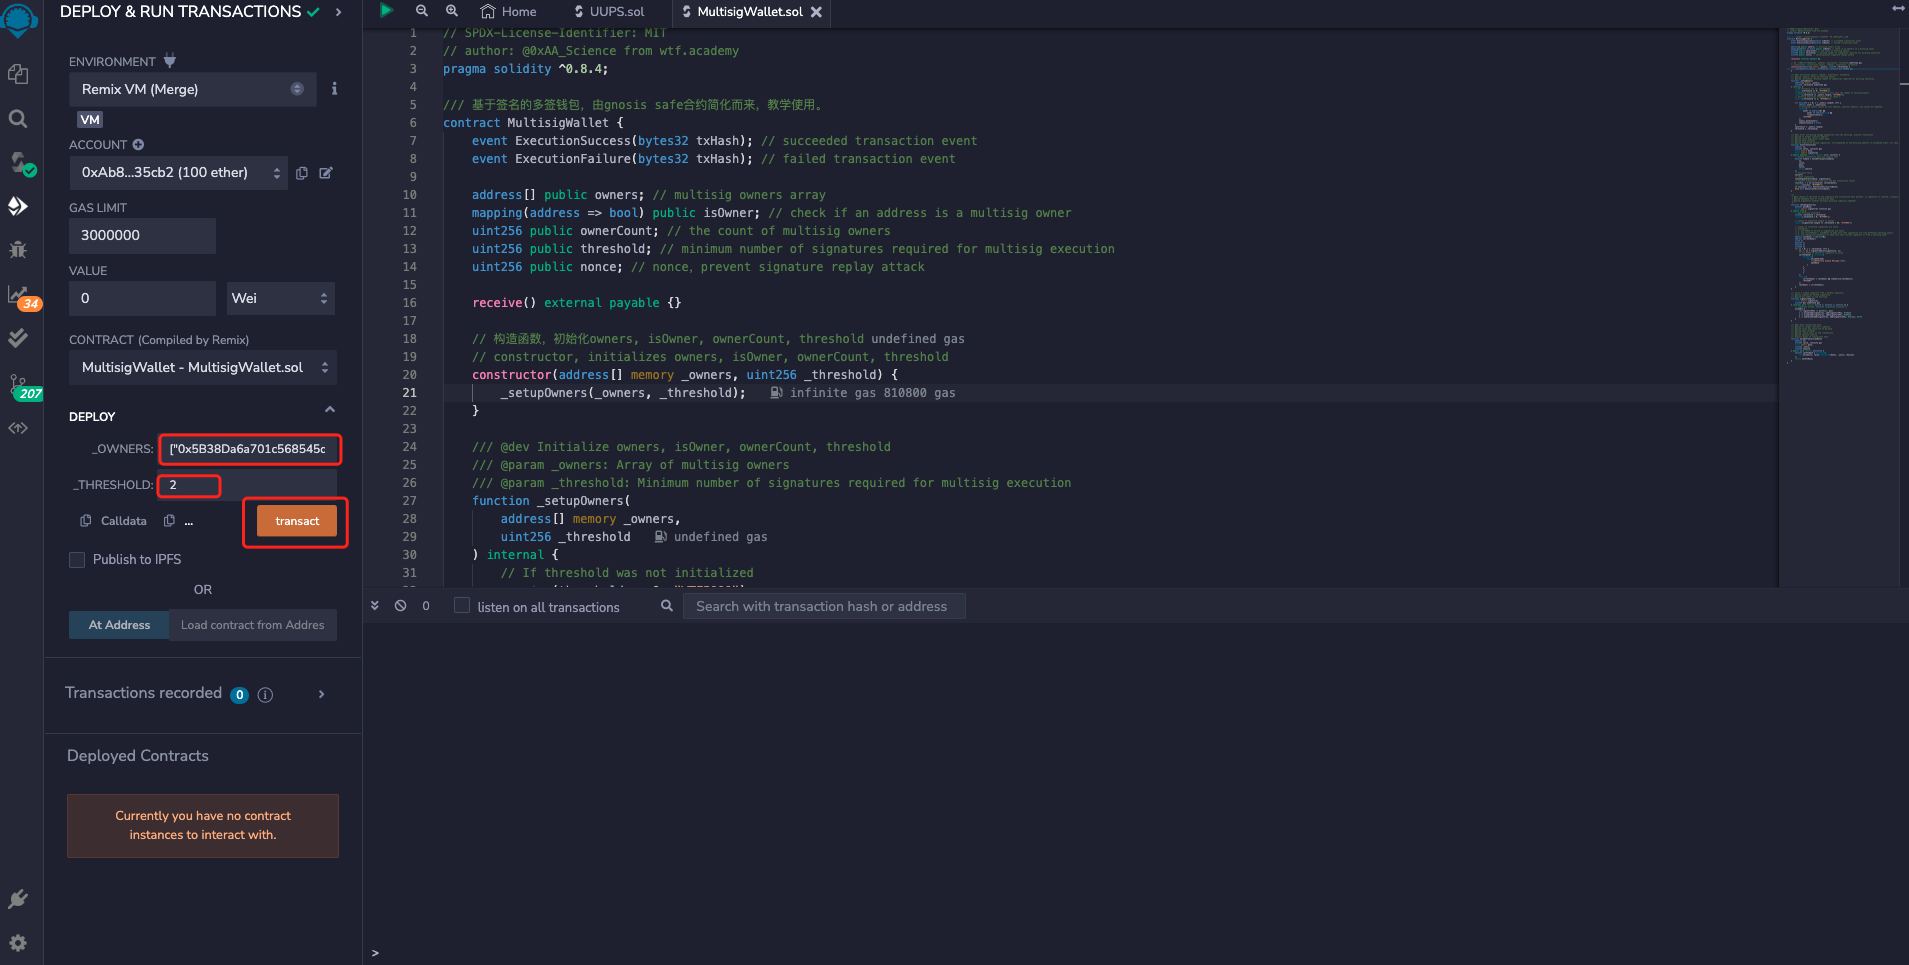 DEPLOY & RUN TRANSACTIONS
ENVIRONMENT
Remix VM (Merge)
VM
ACCOUNT
0xAb8...35cb2 (100 ether)
GAS LIMIT
3000000
VALUE
0
Wei
CONTRACT (Compiled by Remix)
MultisigWallet - MultisigWallet.sol
DEPLOY
_OWNERS: ["0x5B38Da6a701c568545c
_THRESHOLD: 2
Calldata
...
transact
Publish to IPFS
OR
At Address
Load contract from Addres
Transactions recorded 0
Deployed Contracts
Currently you have no contract
instances to interact with.
34
207
Home
UUPS.sol
MultisigWallet.sol
1 // SPDX-License-Identifier: MIT
2 // author: @0xAA_Science from wtf.academy
3 pragma solidity ^0.8.4;
4
5 /// 基于签名的多签钱包，由gnosis safe合约简化而来，教学使用。
6 contract MultisigWallet {
7 event ExecutionSuccess(bytes32 txHash); // succeeded transaction event
8 event ExecutionFailure(bytes32 txHash); // failed transaction event
9
10 address[] public owners; // multisig owners array
11 mapping(address => bool) public isOwner; // check if an address is a multisig owner
12 uint256 public ownerCount; // the count of multisig owners
13 uint256 public threshold; // minimum number of signatures required for multisig execution
14 uint256 public nonce; // nonce，prevent signature replay attack
15
16 receive() external payable {}
17
18 // 构造函数，初始化owners, isOwner, ownerCount, threshold undefined gas
19 // constructor, initializes owners, isOwner, ownerCount, threshold
20 constructor(address[] memory _owners, uint256 _threshold) {
21 _setupOwners(_owners, _threshold); infinite gas 810800 gas
22 }
23
24 /// @dev Initialize owners, isOwner, ownerCount, threshold
25 /// @param _owners: Array of multisig owners
26 /// @param _threshold: Minimum number of signatures required for multisig execution
27 function _setupOwners(
28 address[] memory _owners,
29 uint256 _threshold undefined gas
30 ) internal {
31 // If threshold was not initialized
0
listen on all transactions
Search with transaction hash or address
>